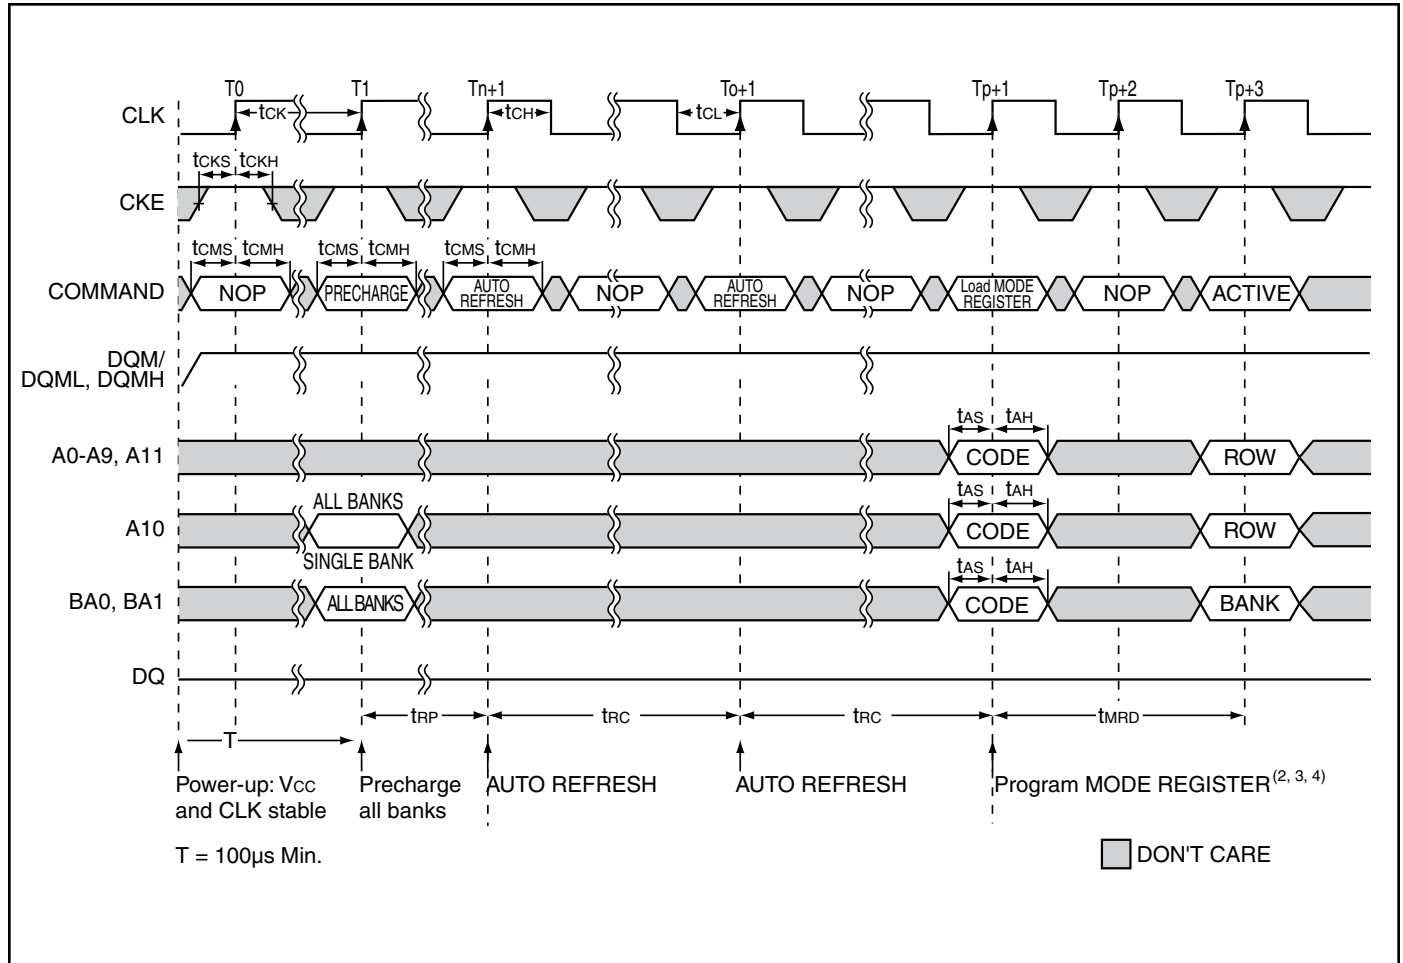 T0 T1 Tn+1 To+1 Tp+1 Tp+2 Tp+3
CLK tCK tCH tCL
tCKS tCKH
CKE
tCMS tCMH tCMS tCMH tCMS tCMH
COMMAND NOP PRECHARGE AUTO REFRESH NOP AUTO REFRESH NOP Load MODE REGISTER NOP ACTIVE
DQM/
DQML, DQMH
tAS tAH
A0-A9, A11 CODE ROW
ALL BANKS tAS tAH
A10 CODE ROW
SINGLE BANK tAS tAH
BA0, BA1 ALL BANKS CODE BANK
DQ
tRP tRC tRC tMRD
T
Power-up: VCC
and CLK stable
Precharge
all banks
AUTO REFRESH
AUTO REFRESH
Program MODE REGISTER(2, 3, 4)
T = 100µs Min.
DON'T CARE